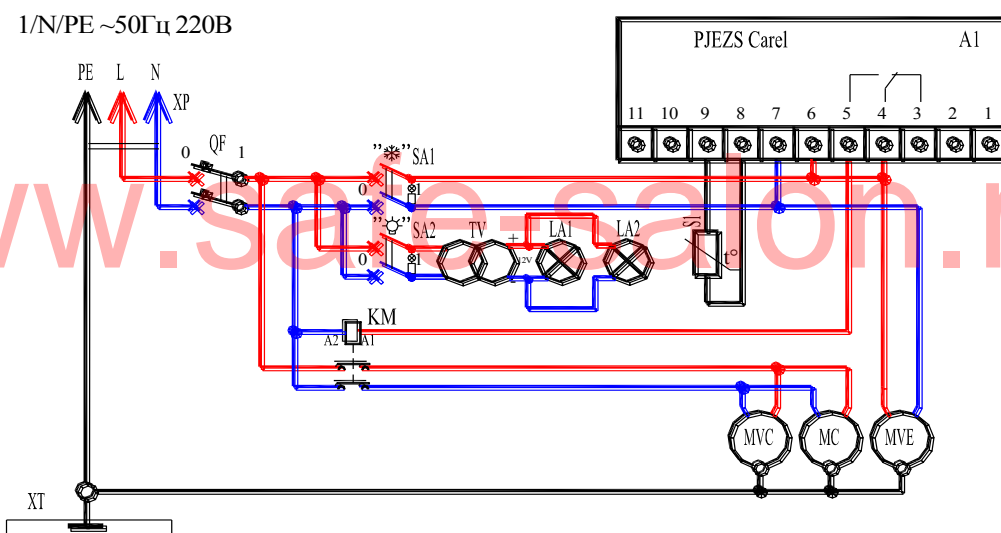 1/N/PE ~50Гц 220В
PJEZS Carel A1
PE L N
XP
11 10 9 8 7 6 5 4 3 2 1
QF
0 1
"❄" SA1
0 1
www.safe-salon.r
SA2
0 1
TV + LA1 LA2
12V
-
S1
t°
KM
A2 A1
MVC MC MVE
XT